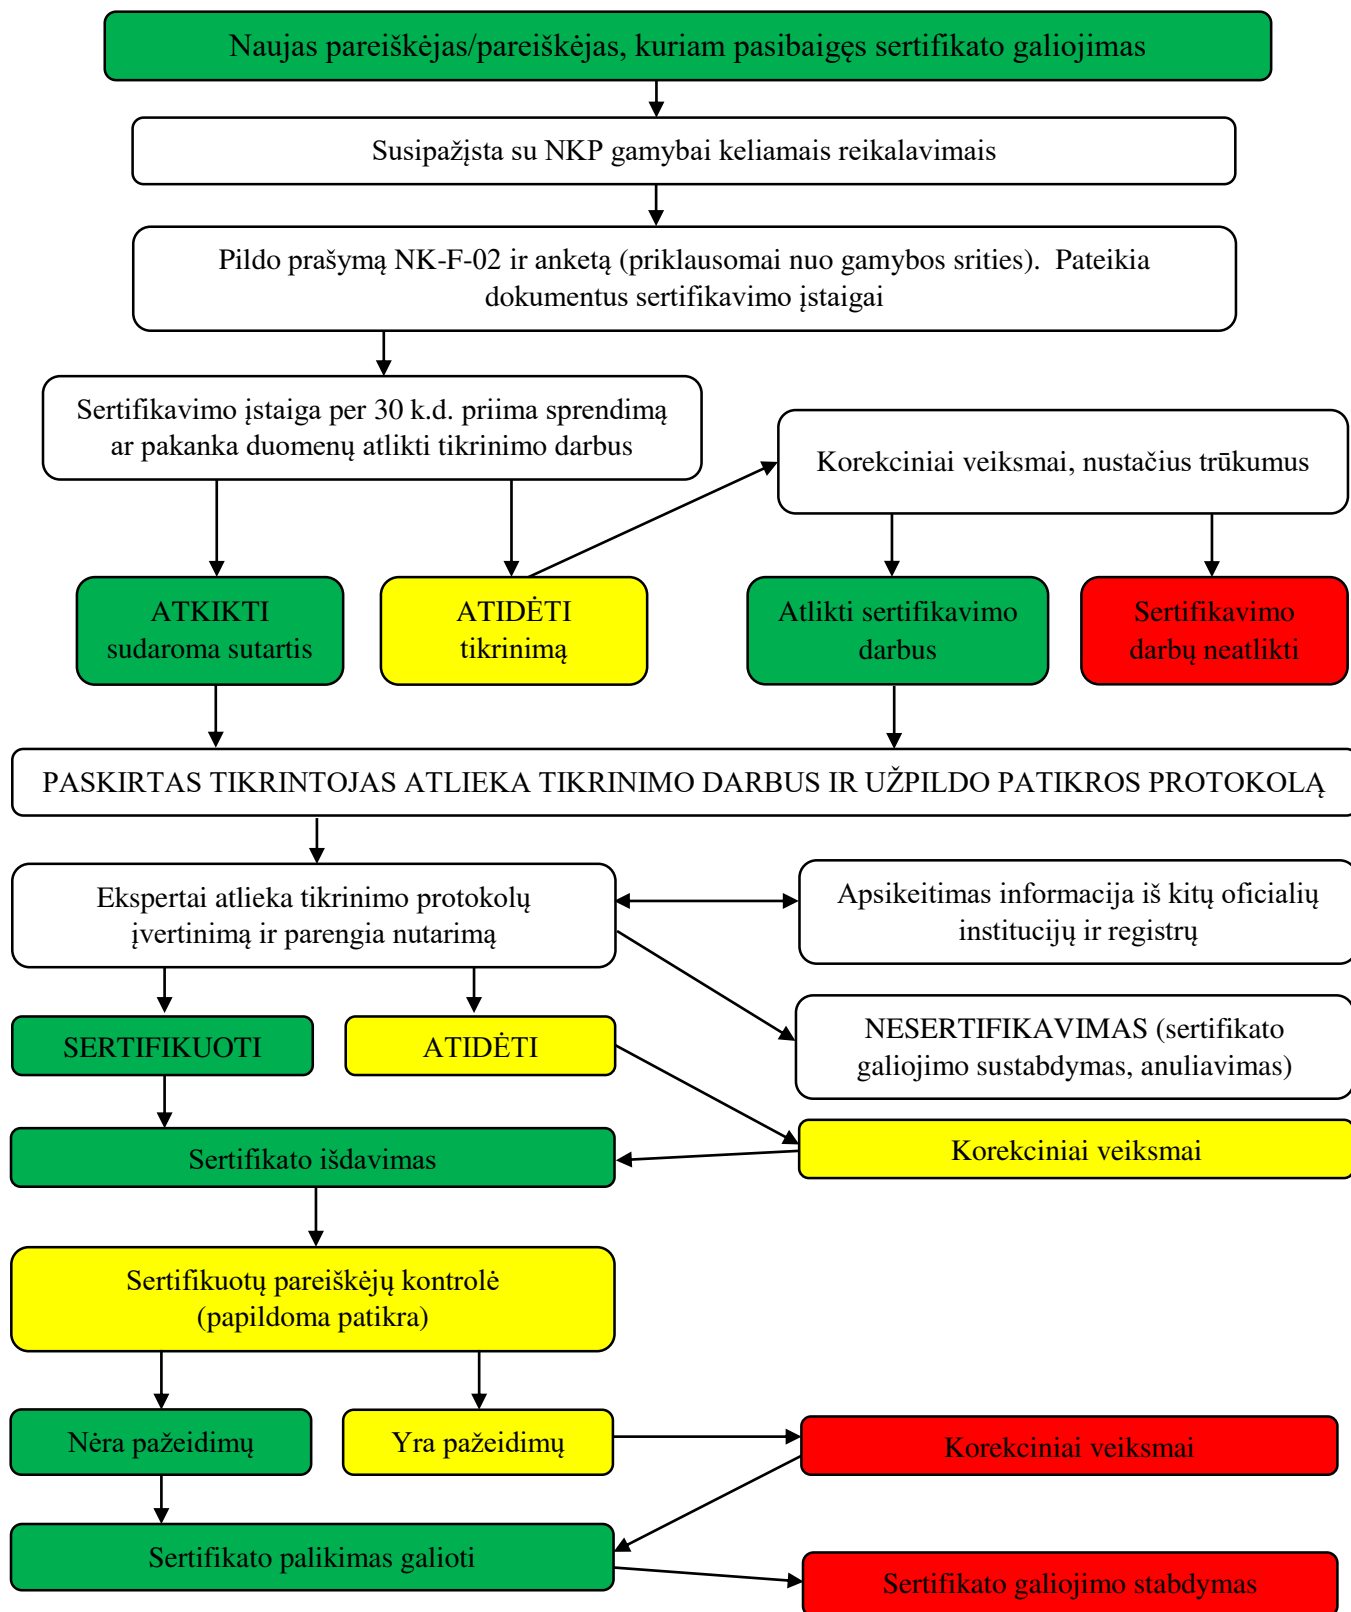 Naujas pareiškėjas/pareiškėjas, kuriam pasibaigęs sertifikato galiojimas
Susipažįsta su NKP gamybai keliamais reikalavimais
Pildo prašymą NK-F-02 ir anketą (priklausomai nuo gamybos srities).  Pateikia
dokumentus sertifikavimo įstaigai
Sertifikavimo įstaiga per 30 k.d. priima sprendimą
ar pakanka duomenų atlikti tikrinimo darbus
Korekciniai veiksmai, nustačius trūkumus
ATKIKTI
sudaroma sutartis
ATIDĖTI
tikrinimą
Atlikti sertifikavimo
darbus
Sertifikavimo
darbų neatlikti
PASKIRTAS TIKRINTOJAS ATLIEKA TIKRINIMO DARBUS IR UŽPILDO PATIKROS PROTOKOLĄ
Ekspertai atlieka tikrinimo protokolų
įvertinimą ir parengia nutarimą
Apsikeitimas informacija iš kitų oficialių
institucijų ir registrų
SERTIFIKUOTI
ATIDĖTI
NESERTIFIKAVIMAS (sertifikato
galiojimo sustabdymas, anuliavimas)
Sertifikato išdavimas
Korekciniai veiksmai
Sertifikuotų pareiškėjų kontrolė
(papildoma patikra)
Nėra pažeidimų
Yra pažeidimų
Korekciniai veiksmai
Sertifikato palikimas galioti
Sertifikato galiojimo stabdymas